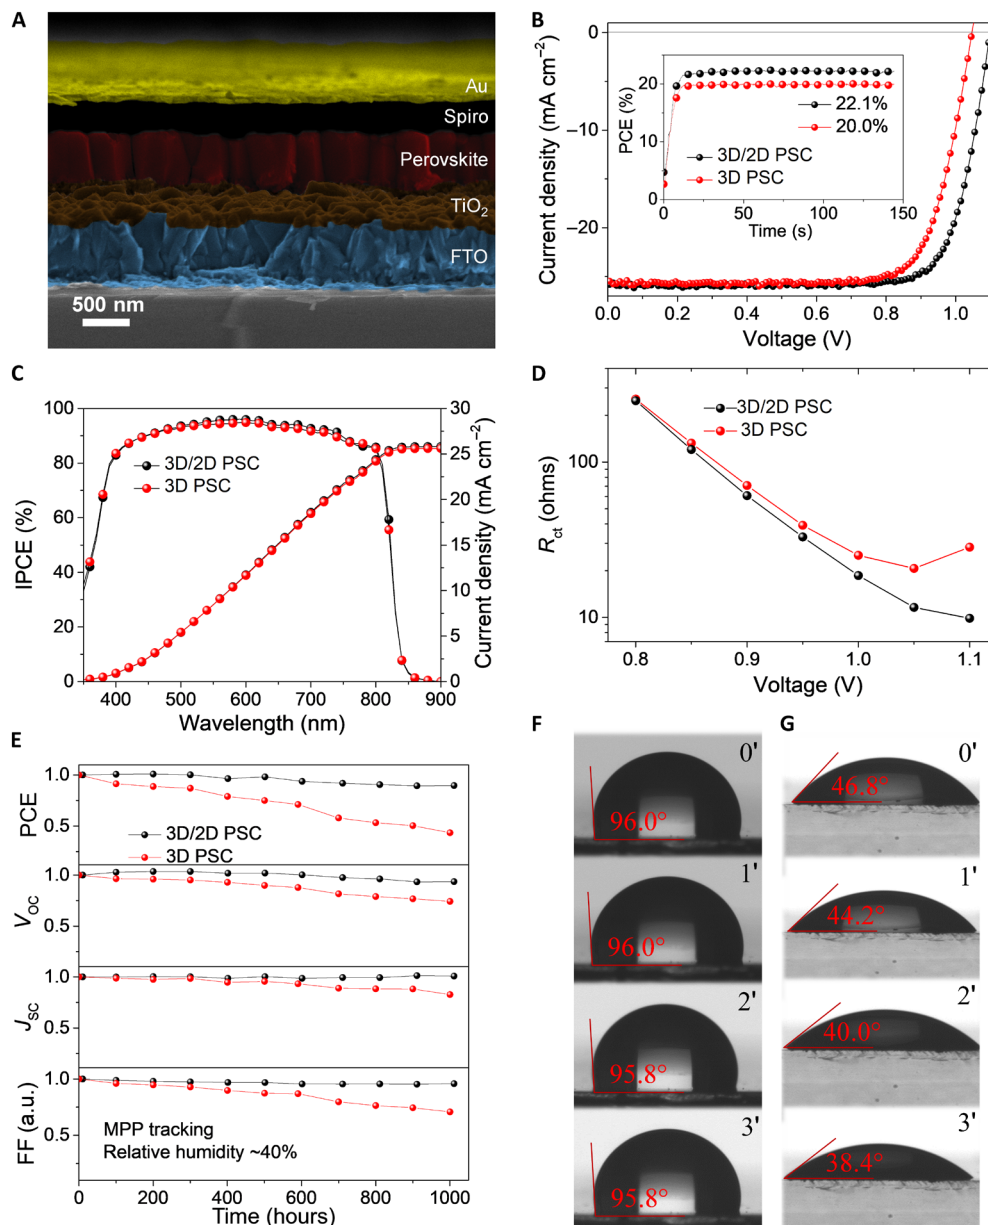 A
Au
Spiro
Perovskite
TiO2
FTO
500 nm
B
0
−10
−20
Current density (mA cm−2)
0.0 0.2 0.4 0.6 0.8 1.0
Voltage (V)
20
10
0
PCE (%)
22.1%
20.0%
3D/2D PSC
3D PSC
0 50 100 150
Time (s)
C
100
80
60
40
20
0
IPCE (%)
3D/2D PSC
3D PSC
30
25
20
15
10
5
0
Current density (mA cm−2)
400 500 600 700 800 900
Wavelength (nm)
D
3D/2D PSC
3D PSC
100
10
Rct (ohms)
0.8 0.9 1.0 1.1
Voltage (V)
E
1.0
0.5
PCE
3D/2D PSC
3D PSC
1.0
0.5
VOC
1.0
0.5
JSC
1.0
0.5
FF (a.u.)
MPP tracking
Relative humidity ~40%
0 200 400 600 800 1000
Time (hours)
F
0'
96.0°
1'
96.0°
2'
95.8°
3'
95.8°
G
0'
46.8°
1'
44.2°
2'
40.0°
3'
38.4°